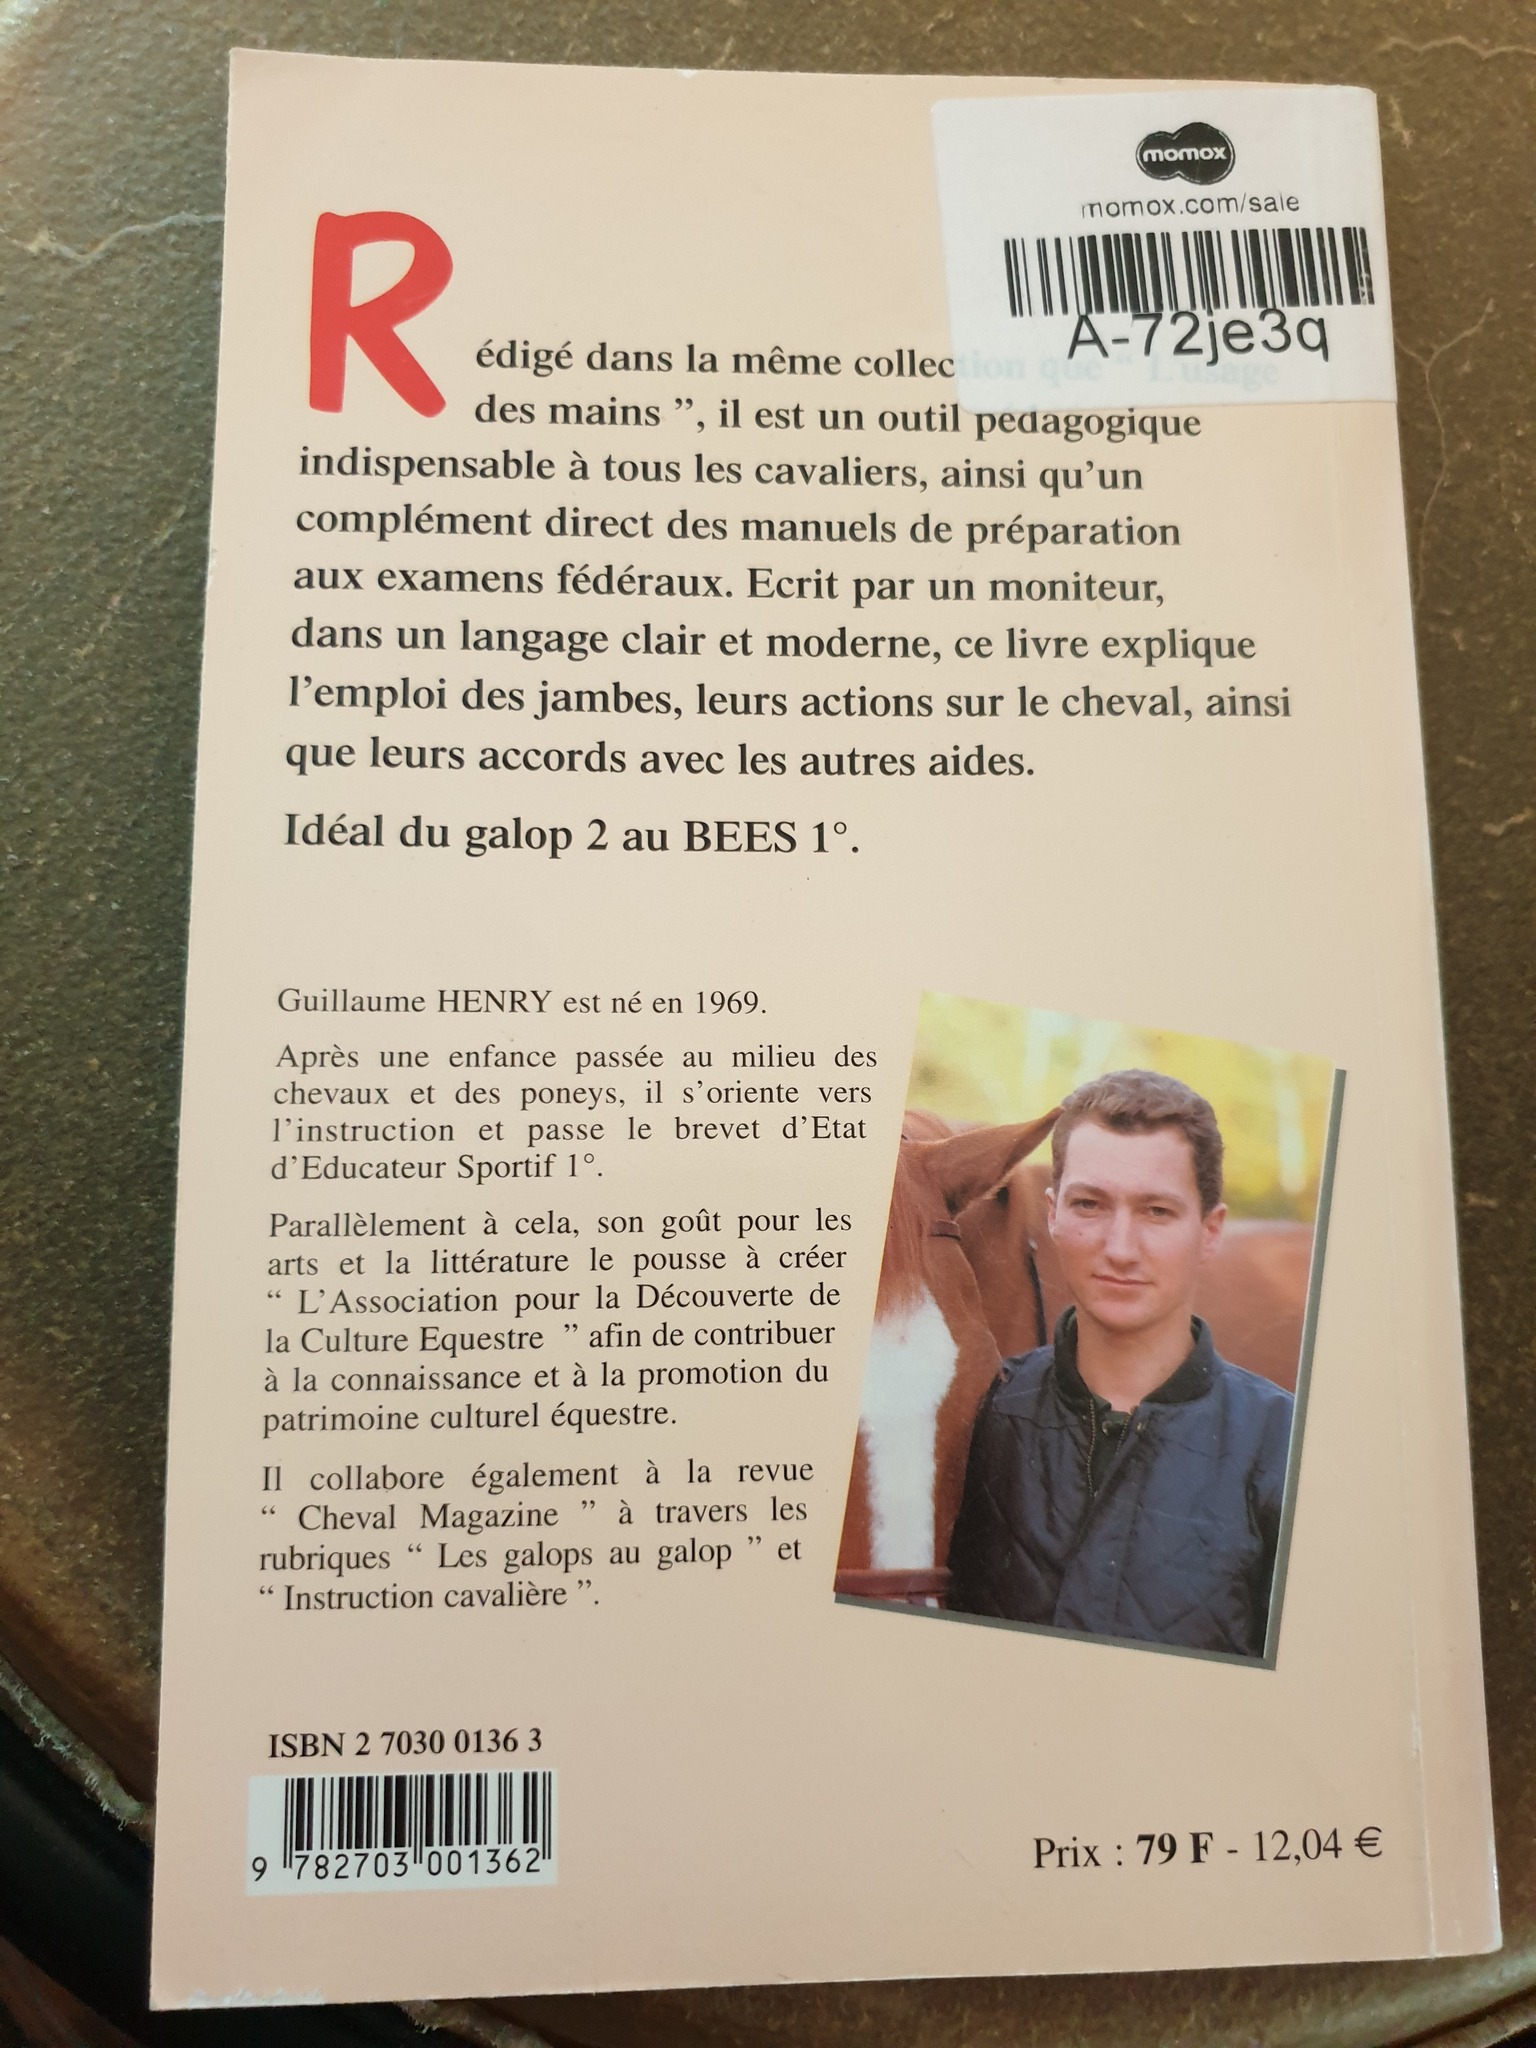 momox
momox.com/sale
A-72je3q
Rédigé dans la même collection que “ L'usage
des mains ”, il est un outil pédagogique
indispensable à tous les cavaliers, ainsi qu'un
complément direct des manuels de préparation
aux examens fédéraux. Ecrit par un moniteur,
dans un langage clair et moderne, ce livre explique
l'emploi des jambes, leurs actions sur le cheval, ainsi
que leurs accords avec les autres aides.
Idéal du galop 2 au BEES 1°.
Guillaume HENRY est né en 1969.
Après une enfance passée au milieu des
chevaux et des poneys, il s'oriente vers
l'instruction et passe le brevet d'Etat
d'Educateur Sportif 1°.
Parallèlement à cela, son goût pour les
arts et la littérature le pousse à créer
“ L'Association pour la Découverte de
la Culture Equestre ” afin de contribuer
à la connaissance et à la promotion du
patrimoine culturel équestre.
Il collabore également à la revue
“ Cheval Magazine ” à travers les
rubriques “ Les galops au galop ” et
“ Instruction cavalière ”.
ISBN 2 7030 0136 3
9 782703 001362
Prix : 79 F - 12,04 €